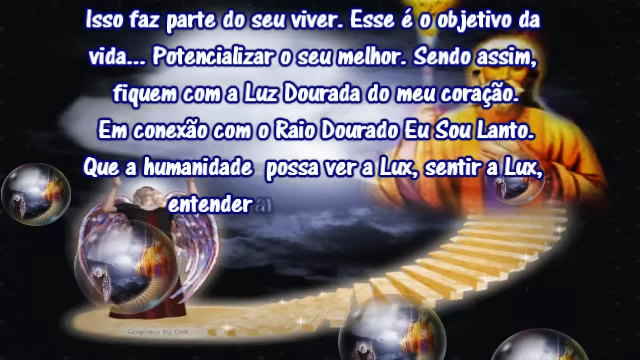 Isso faz parte do seu viver. Esse é o objetivo da
vida... Potencializar o seu melhor. Sendo assim,
fiquem com a Luz Dourada do meu coração.
Em conexão com o Raio Dourado Eu Sou Lanto.
Que a humanidade possa ver a Lux, sentir a Lux,
entender